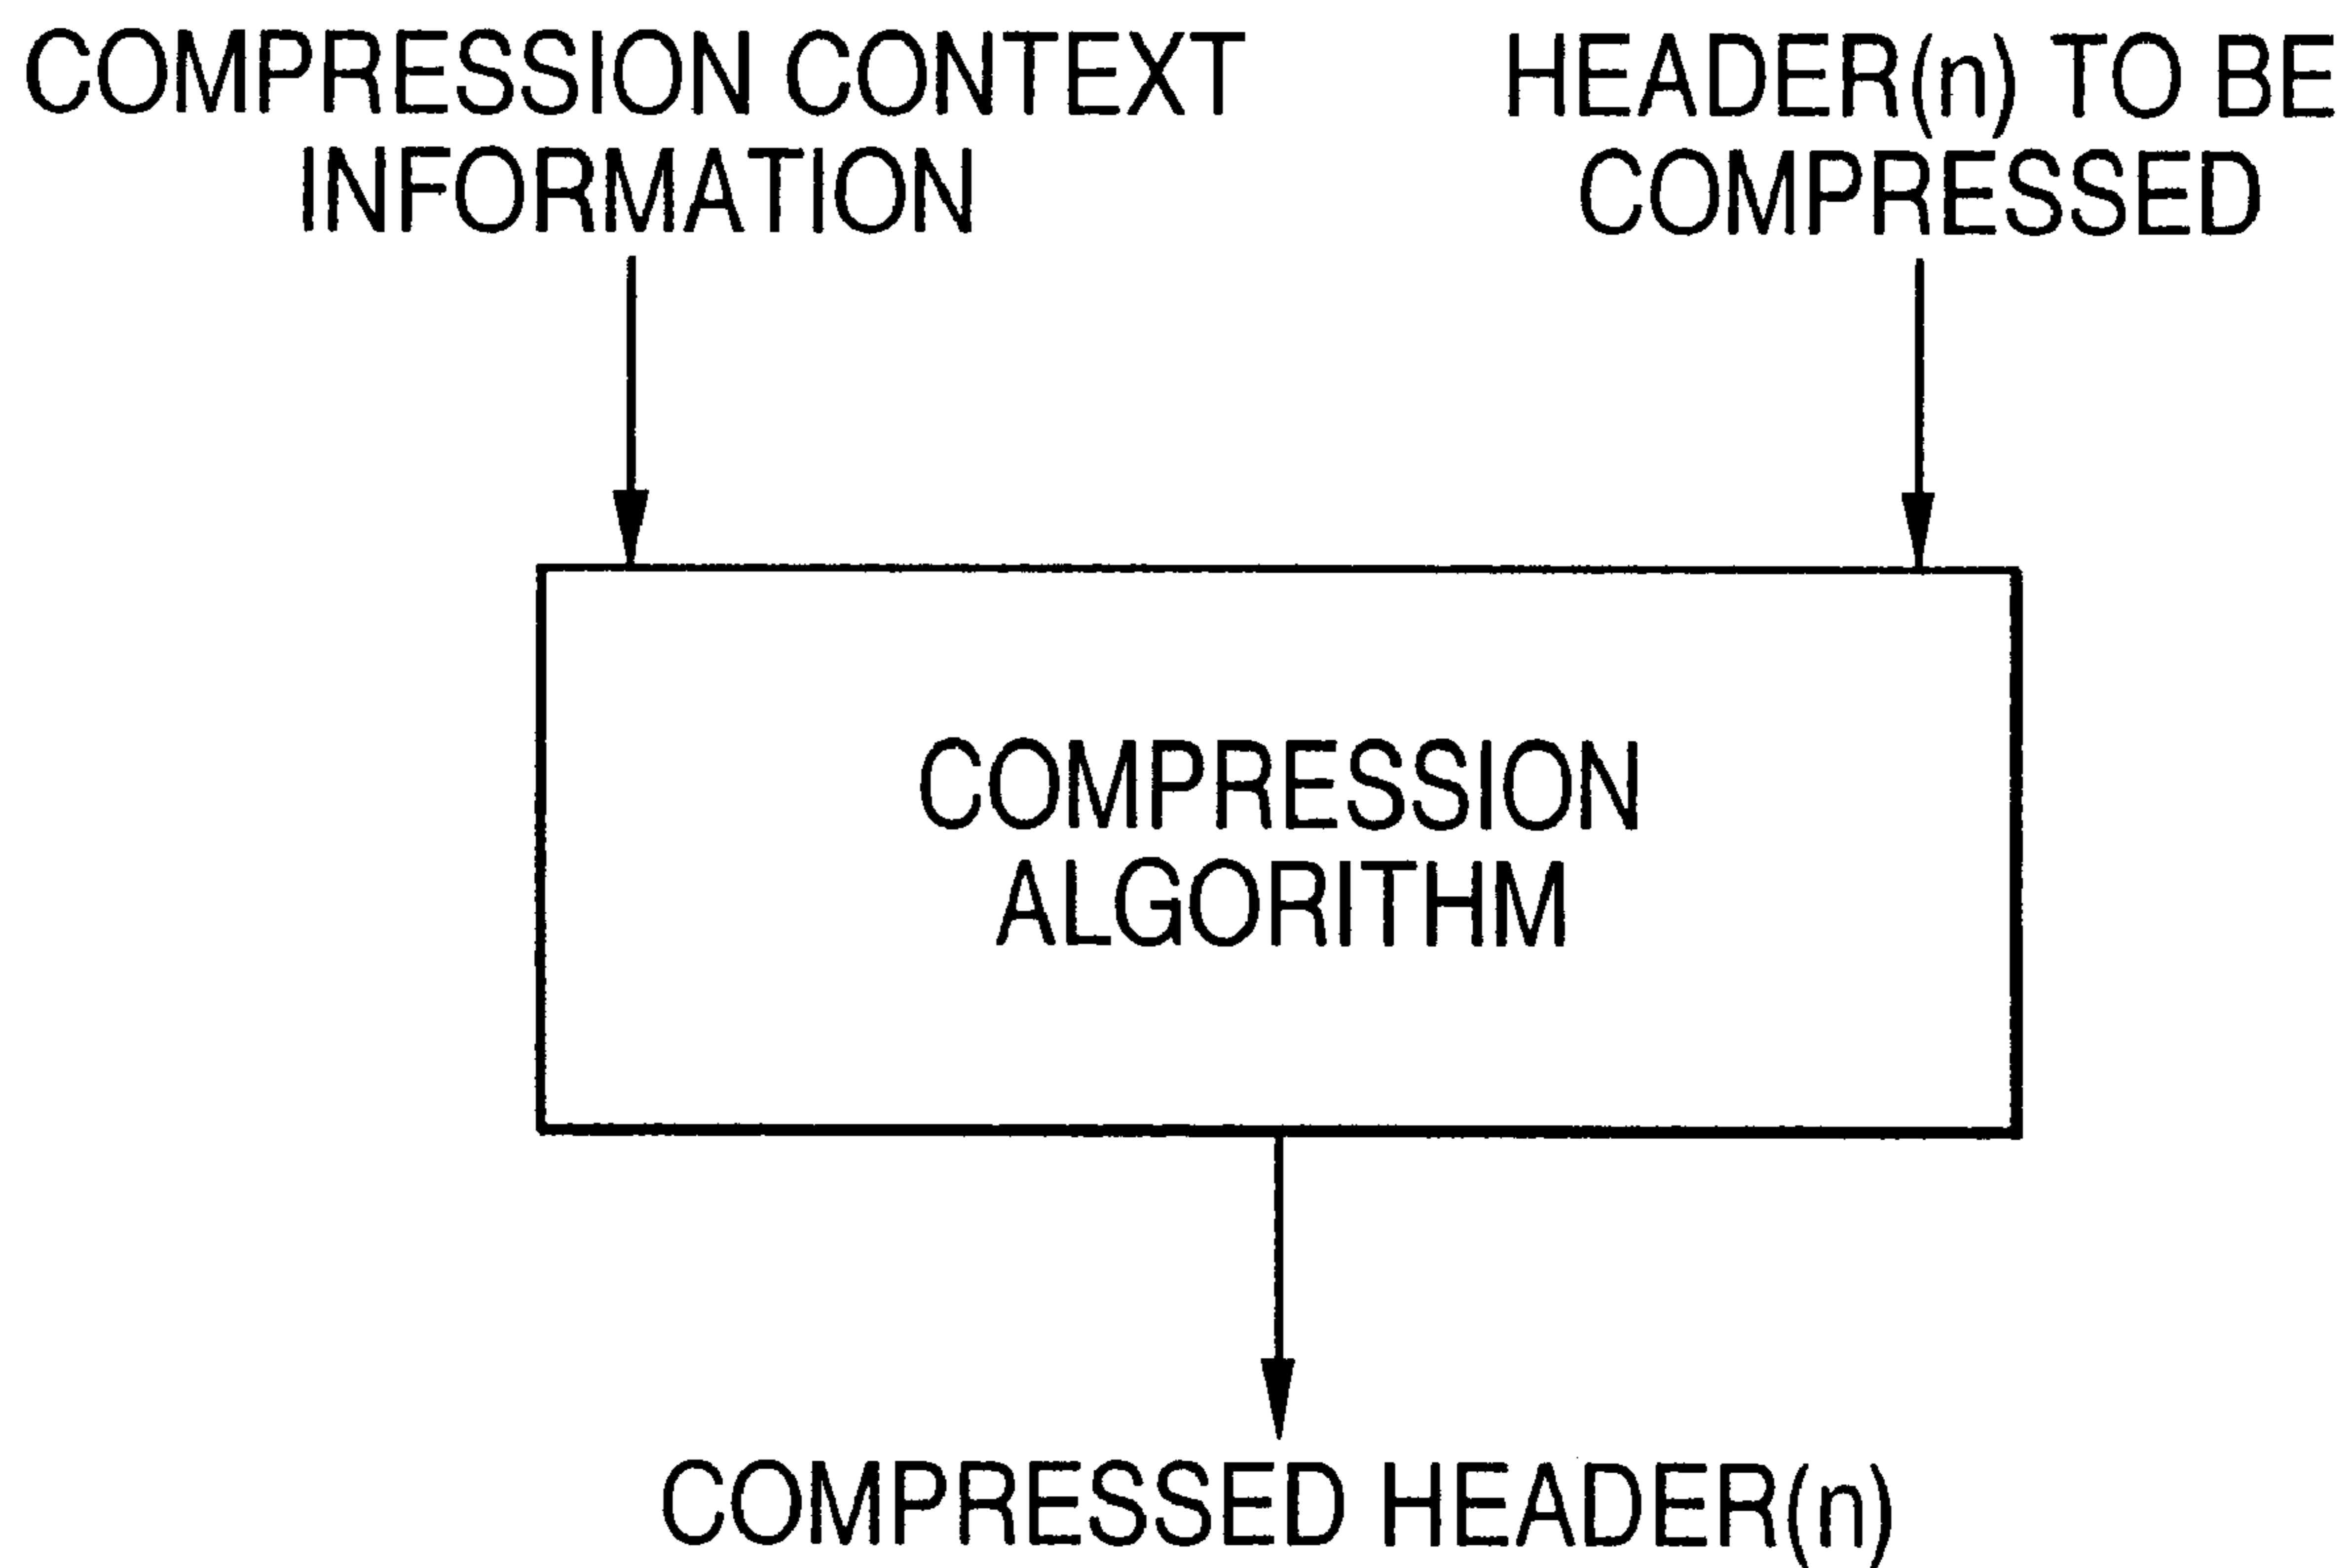 COMPRESSION CONTEXT
INFORMATION
HEADER(n) TO BE
COMPRESSED
COMPRESSION
ALGORITHM
COMPRESSED HEADER(n)